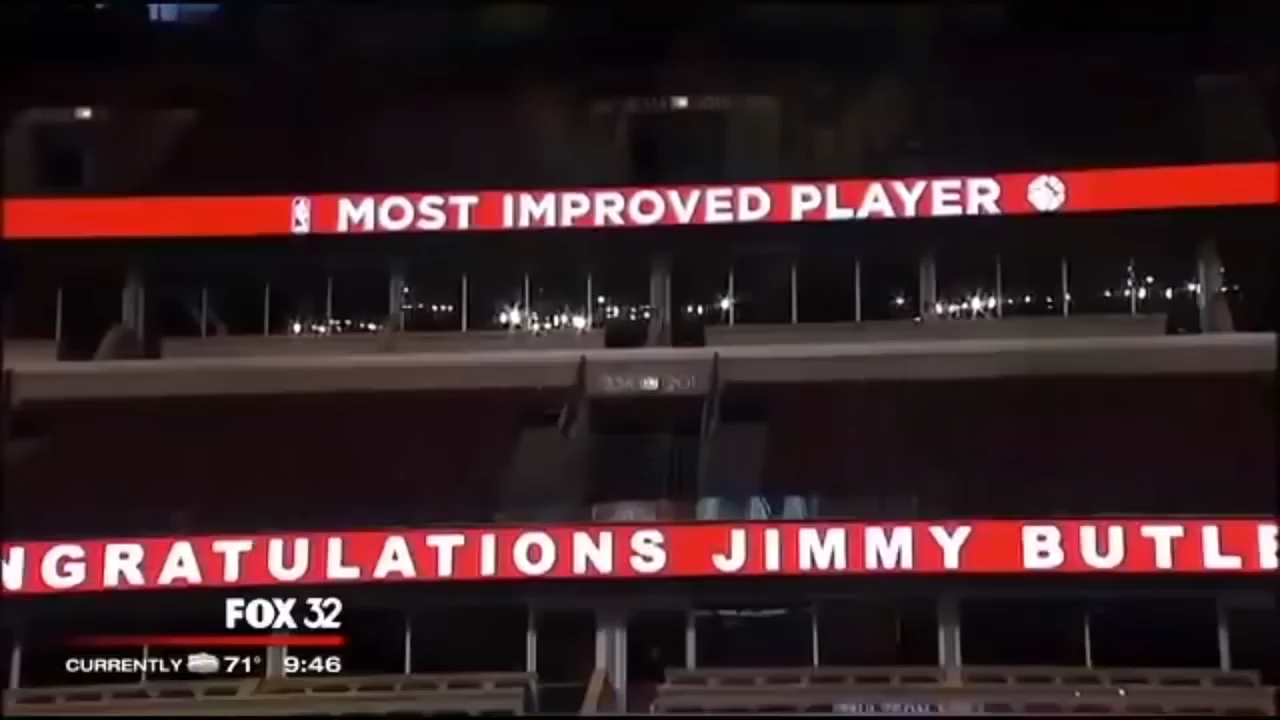 MOST IMPROVED PLAYER
NGRATULATIONS JIMMY BUTLE
FOX 32
CURRENTLY 71° 9:46